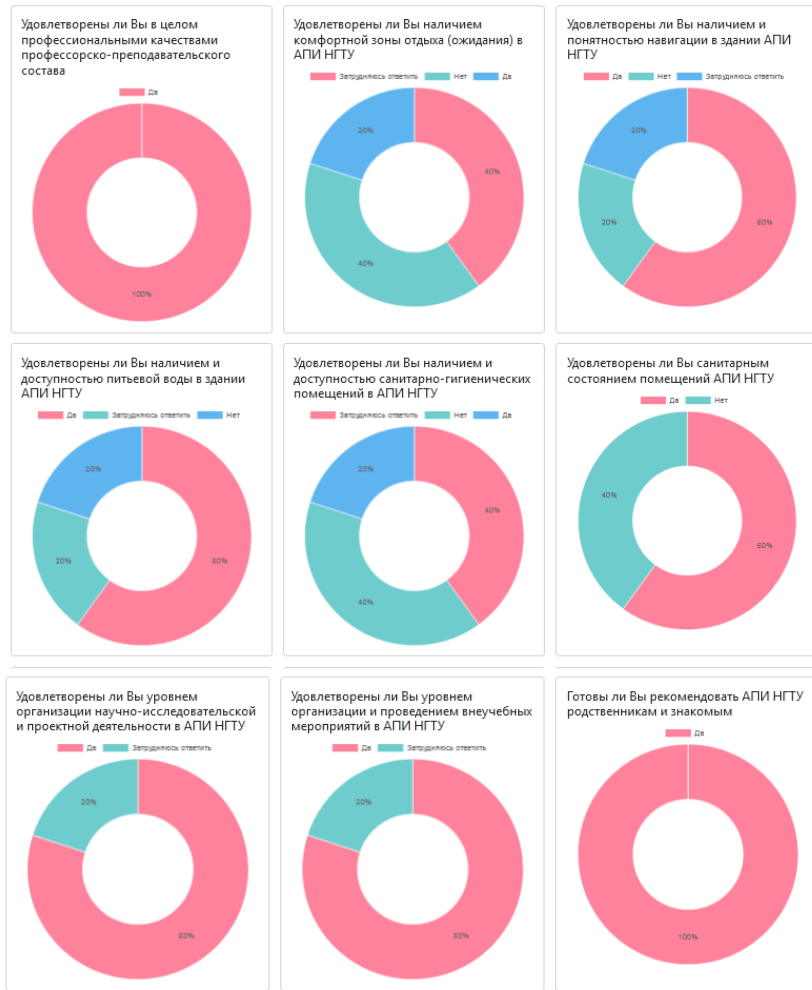 Удовлетворены ли Вы в целом
профессиональными качествами
профессорско-преподавательского
состава
Да
100%
Удовлетворены ли Вы наличием
комфортной зоны отдыха (ожидания) в
АПИ НГТУ
Затрудняюсь ответить Нет Да
20%
40%
40%
Удовлетворены ли Вы наличием и
понятностью навигации в здании АПИ
НГТУ
Да Нет Затрудняюсь ответить
20%
20%
60%
Удовлетворены ли Вы наличием и
доступностью питьевой воды в здании
АПИ НГТУ
Да Затрудняюсь ответить Нет
20%
20%
60%
Удовлетворены ли Вы наличием и
доступностью санитарно-гигиенических
помещений в АПИ НГТУ
Затрудняюсь ответить Нет Да
20%
40%
40%
Удовлетворены ли Вы санитарным
состоянием помещений АПИ НГТУ
Да Нет
40%
60%
Удовлетворены ли Вы уровнем
организации научно-исследовательской
и проектной деятельности в АПИ НГТУ
Да Затрудняюсь ответить
20%
80%
Удовлетворены ли Вы уровнем
организации и проведением внеучебных
мероприятий в АПИ НГТУ
Да Затрудняюсь ответить
20%
80%
Готовы ли Вы рекомендовать АПИ НГТУ
родственникам и знакомым
Да
100%